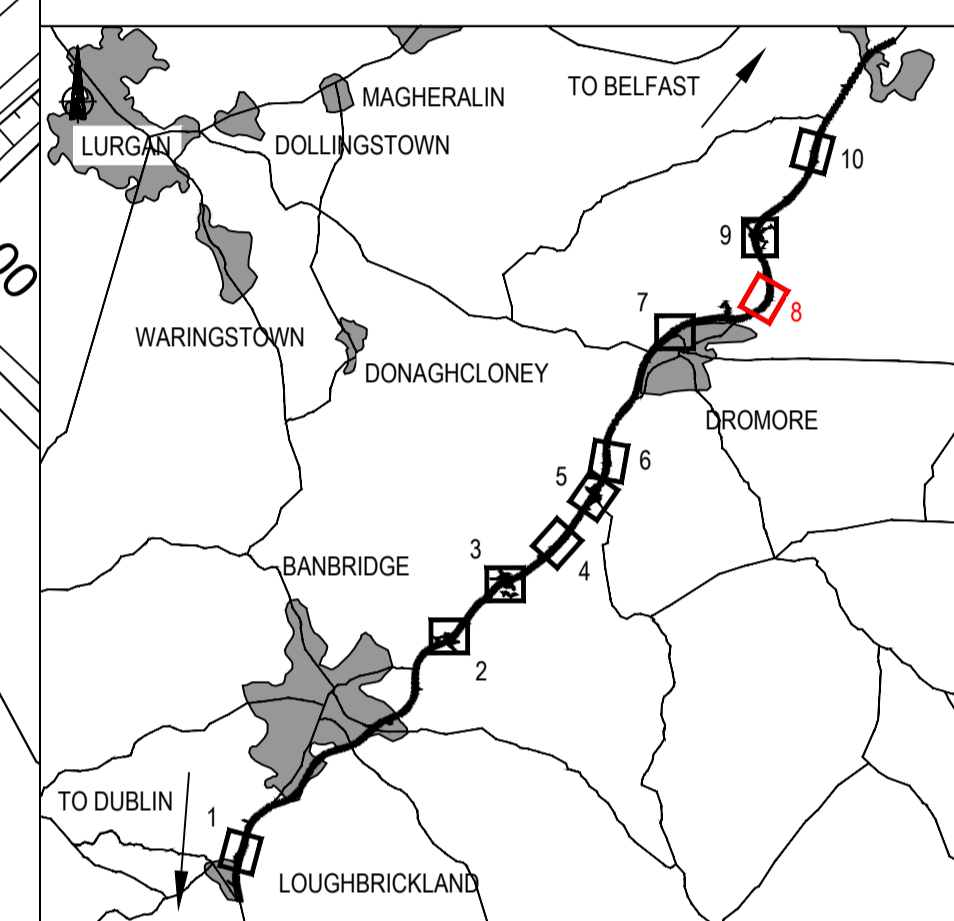 TO BELFAST
MAGHERALIN
LURGAN
DOLLINGSTOWN
10
9
00
7
8
WARINGSTOWN
DONAGHCLONEY
DROMORE
6
5
3
BANBRIDGE
4
2
TO DUBLIN
1
LOUGHBRICKLAND